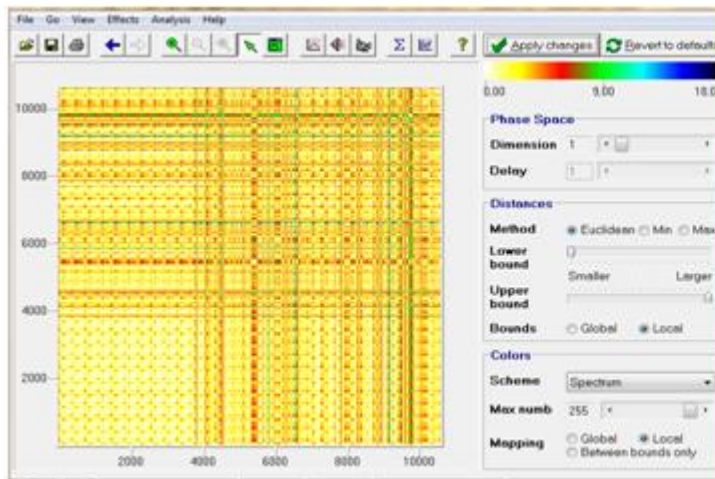 File Go View Effects Analysis Help
? Apply changes Revert to defaults
0.00 9.00 18.0
Phase Space
Dimension 1
Delay 1
Distances
Method Euclidean Min Max
Lower bound
Smaller Larger
Upper bound
Bounds Global Local
Colors
Scheme Spectrum
Max numb 255
Mapping Global Local
Between bounds only
10000
8000
6000
4000
2000
2000 4000 6000 8000 10000